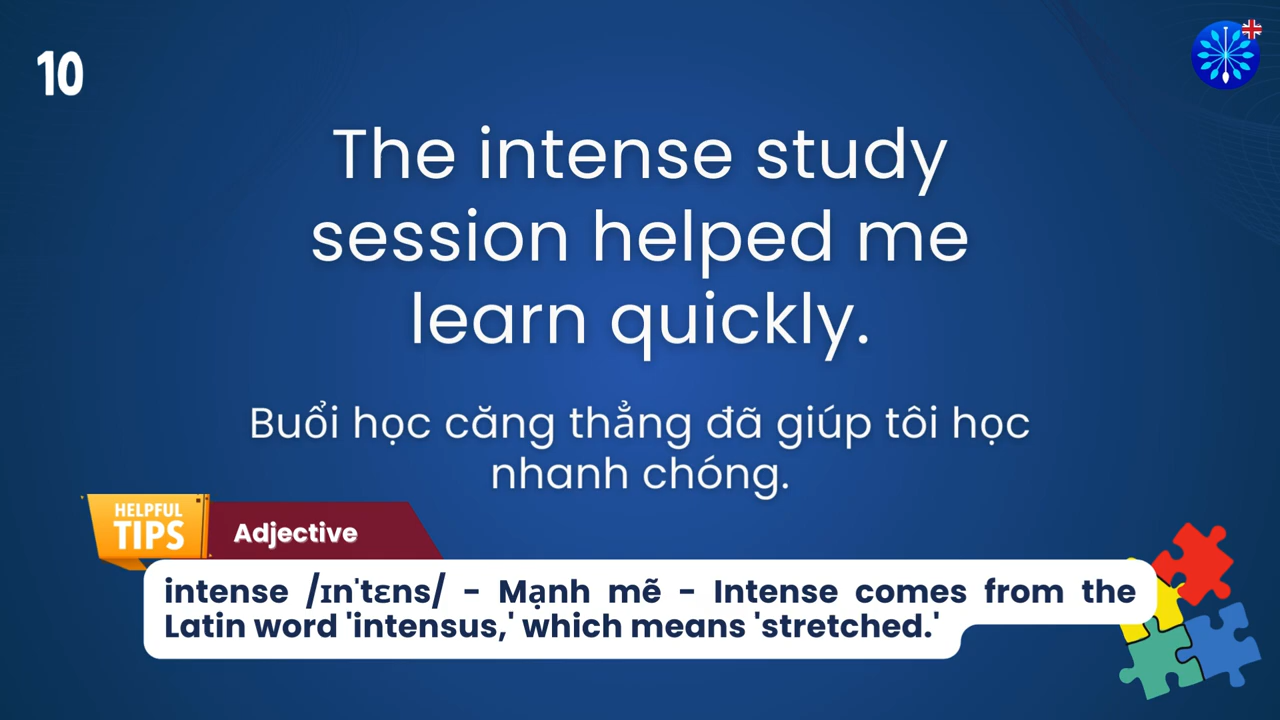 10
The intense study
session helped me
learn quickly.
Buổi học căng thẳng đã giúp tôi học
nhanh chóng.
HELPFUL
TIPS
Adjective
intense /ɪnˈtɛns/ - Mạnh mẽ - Intense comes from the
Latin word 'intensus,' which means 'stretched.'